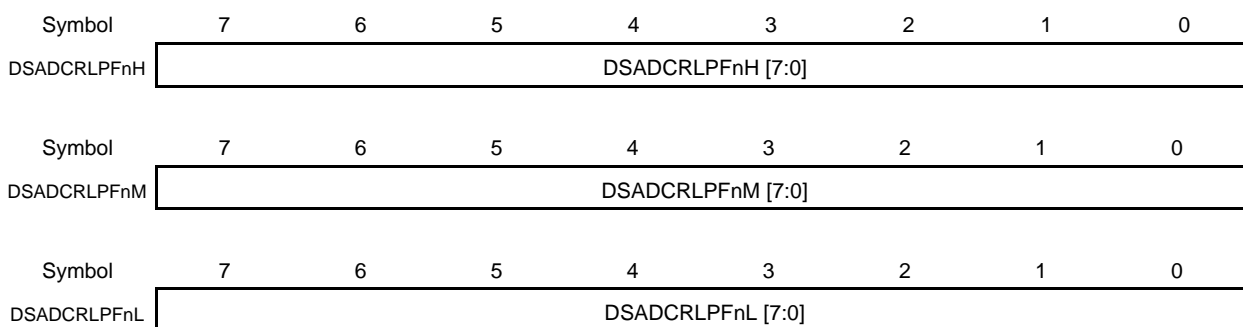 Symbol 7 6 5 4 3 2 1 0
DSADCRLPFnH DSADCRLPFnH [7:0]
Symbol 7 6 5 4 3 2 1 0
DSADCRLPFnM DSADCRLPFnM [7:0]
Symbol 7 6 5 4 3 2 1 0
DSADCRLPFnL DSADCRLPFnL [7:0]